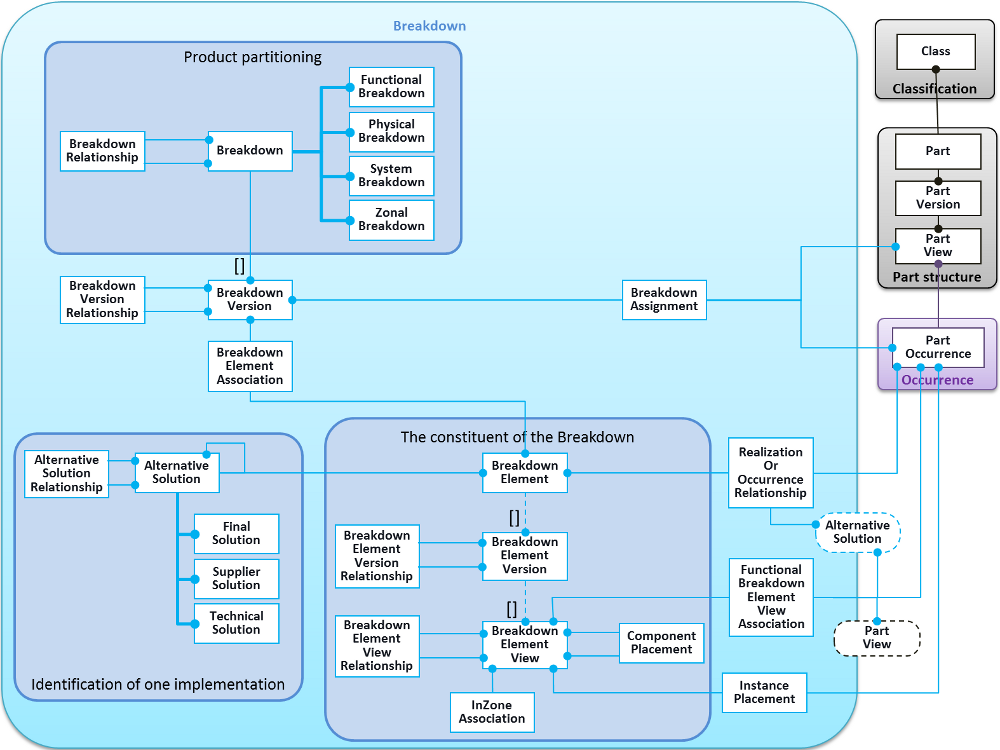 Breakdown
Product partitioning
Functional
Breakdown
Physical
Breakdown
System
Breakdown
Zonal
Breakdown
Breakdown
Relationship
Breakdown
[]
Breakdown
Version
Relationship
Breakdown
Version
Breakdown
Assignment
Breakdown
Element
Association
Class
Classification
Part
Part
Version
Part
View
Part structure
Part
Occurrence
Occurrence
Alternative
Solution
Relationship
Alternative
Solution
Final
Solution
Supplier
Solution
Technical
Solution
Identification of one implementation
The constituent of the Breakdown
Breakdown
Element
[]
Breakdown
Element
Version
Relationship
Breakdown
Element
Version
[]
Breakdown
Element
View
Relationship
Breakdown
Element
View
Component
Placement
InZone
Association
Realization
Or
Occurrence
Relationship
Alternative
Solution
Functional
Breakdown
Element
View
Association
Part
View
Instance
Placement